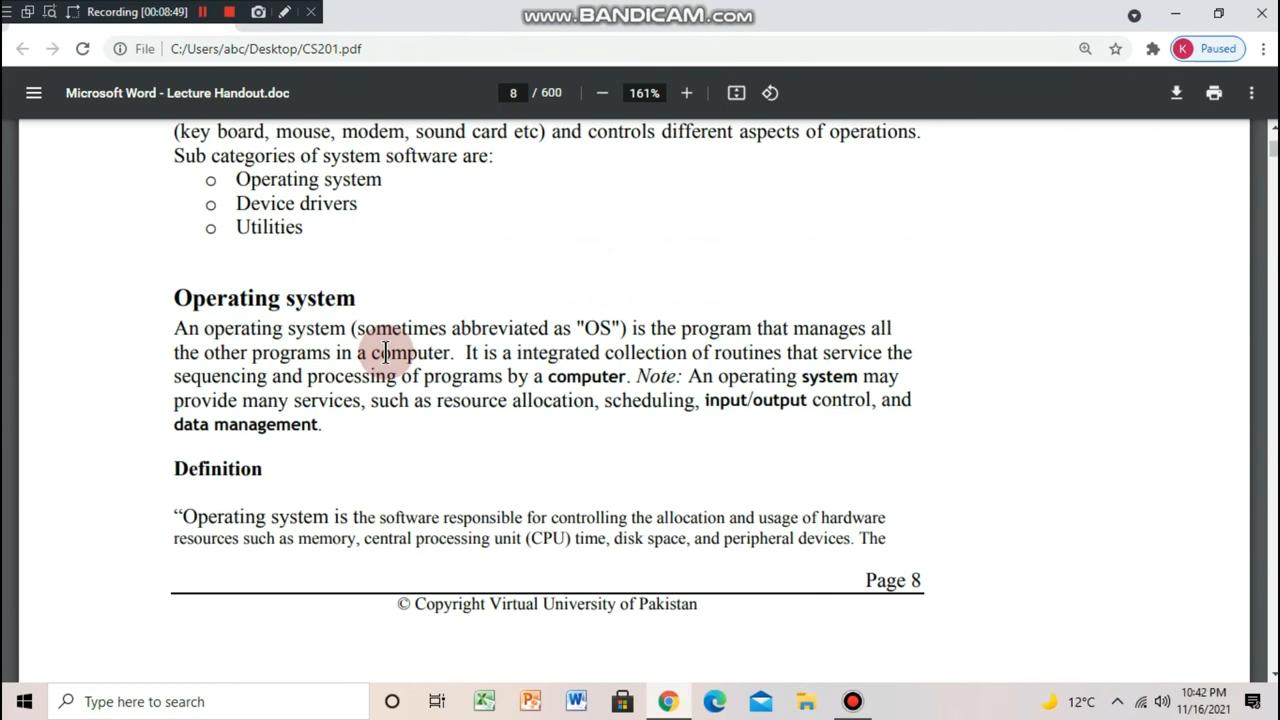 Recording [00:08:49]
www.BANDICAM.com
File C:/Users/abc/Desktop/CS201.pdf
K Paused
Microsoft Word - Lecture Handout.doc
8 / 600
161%
(key board, mouse, modem, sound card etc) and controls different aspects of operations.
Sub categories of system software are:
o Operating system
o Device drivers
o Utilities
Operating system
An operating system (sometimes abbreviated as "OS") is the program that manages all
the other programs in a computer. It is a integrated collection of routines that service the
sequencing and processing of programs by a computer. Note: An operating system may
provide many services, such as resource allocation, scheduling, input/output control, and
data management.
Definition
“Operating system is the software responsible for controlling the allocation and usage of hardware
resources such as memory, central processing unit (CPU) time, disk space, and peripheral devices. The
Page 8
© Copyright Virtual University of Pakistan
Type here to search
12°C
10:42 PM
11/16/2021